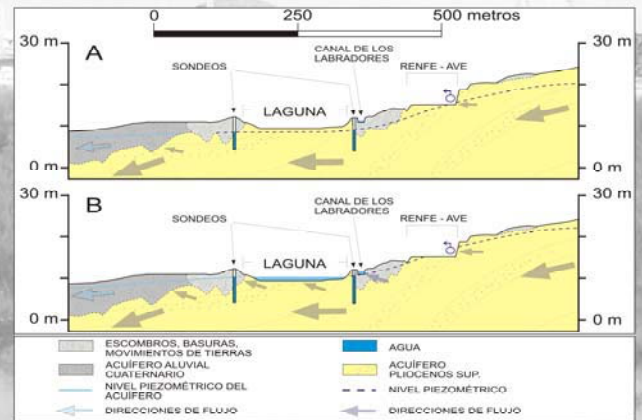 0 250 500 metros
30 m 30 m
A
CANAL DE LOS
LABRADORES
RENFE - AVE
SONDEOS
LAGUNA
0 m 0 m
30 m 30 m
B
CANAL DE LOS
LABRADORES
RENFE - AVE
SONDEOS
LAGUNA
0 m 0 m
ESCOMBROS, BASURAS,
MOVIMIENTOS DE TIERRAS
ACUÍFERO ALUVIAL
CUATERNARIO
NIVEL PIEZOMÉTRICO DEL
ACUÍFERO
DIRECCIONES DE FLUJO
AGUA
ACUÍFERO
PLIOCENOS SUP.
NIVEL PIEZOMÉTRICO
DIRECCIONES DE FLUJO